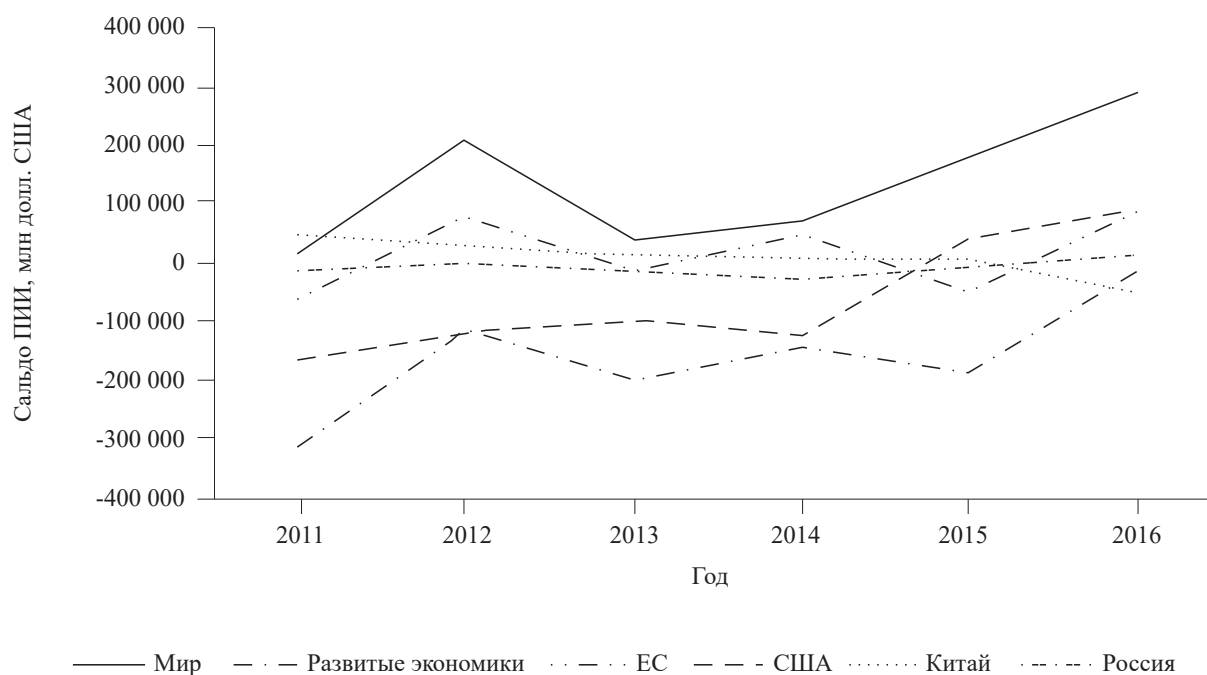 Сальдо ПИИ, млн долл. США
400 000
300 000
200 000
100 000
0
-100 000
-200 000
-300 000
-400 000
2011 2012 2013 2014 2015 2016
Год
Мир Развитые экономики ЕС США Китай Россия